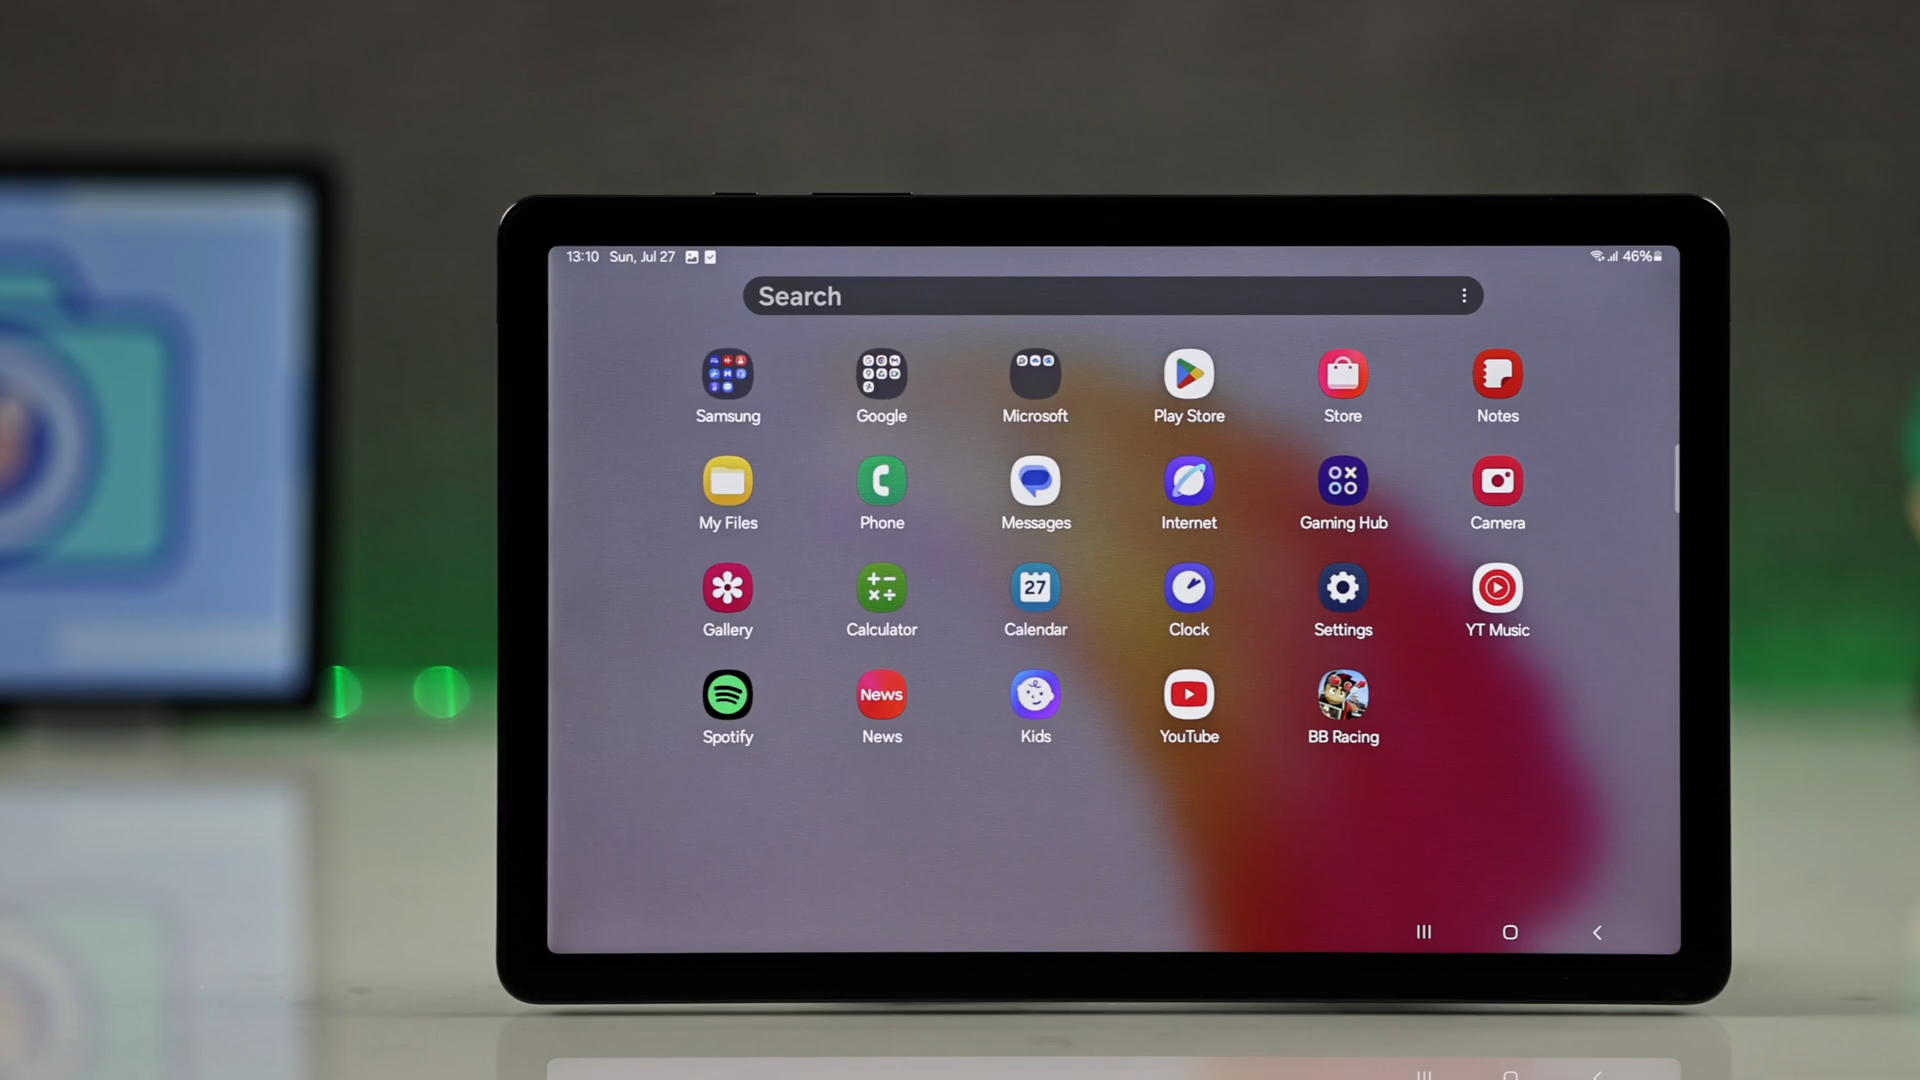 13:10 Sun, Jul 27 46%
Search
Samsung Google Microsoft Play Store Store Notes
My Files Phone Messages Internet Gaming Hub Camera
27
Gallery Calculator Calendar Clock Settings YT Music
News
Spotify News Kids YouTube BB Racing